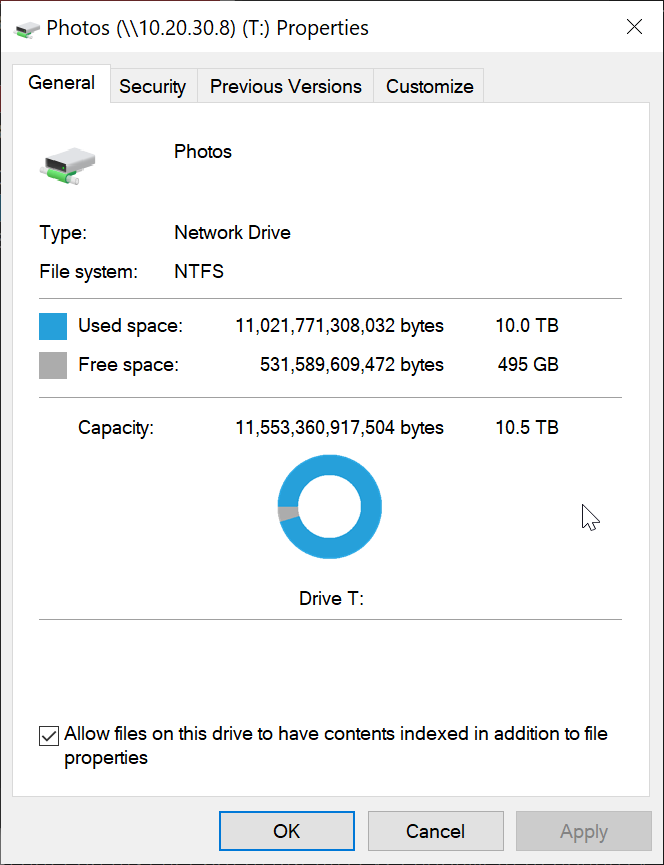 Photos (\\10.20.30.8) (T:) Properties
General Security Previous Versions Customize
Photos
Type: Network Drive
File system: NTFS
Used space: 11,021,771,308,032 bytes 10.0 TB
Free space: 531,589,609,472 bytes 495 GB
Capacity: 11,553,360,917,504 bytes 10.5 TB
Drive T:
Allow files on this drive to have contents indexed in addition to file
properties
OK Cancel Apply